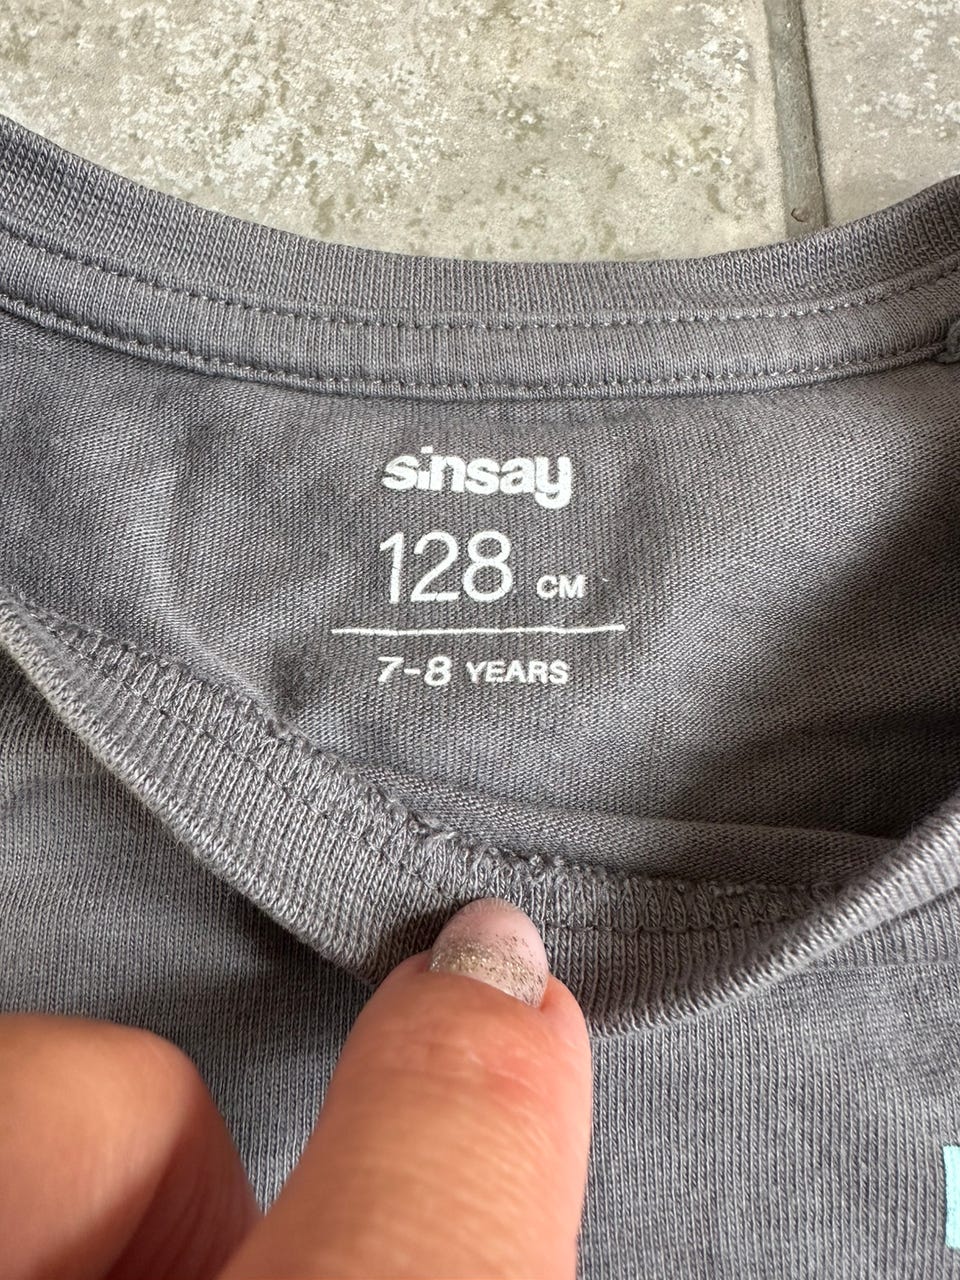 sinsay
128 CM
7-8 YEARS